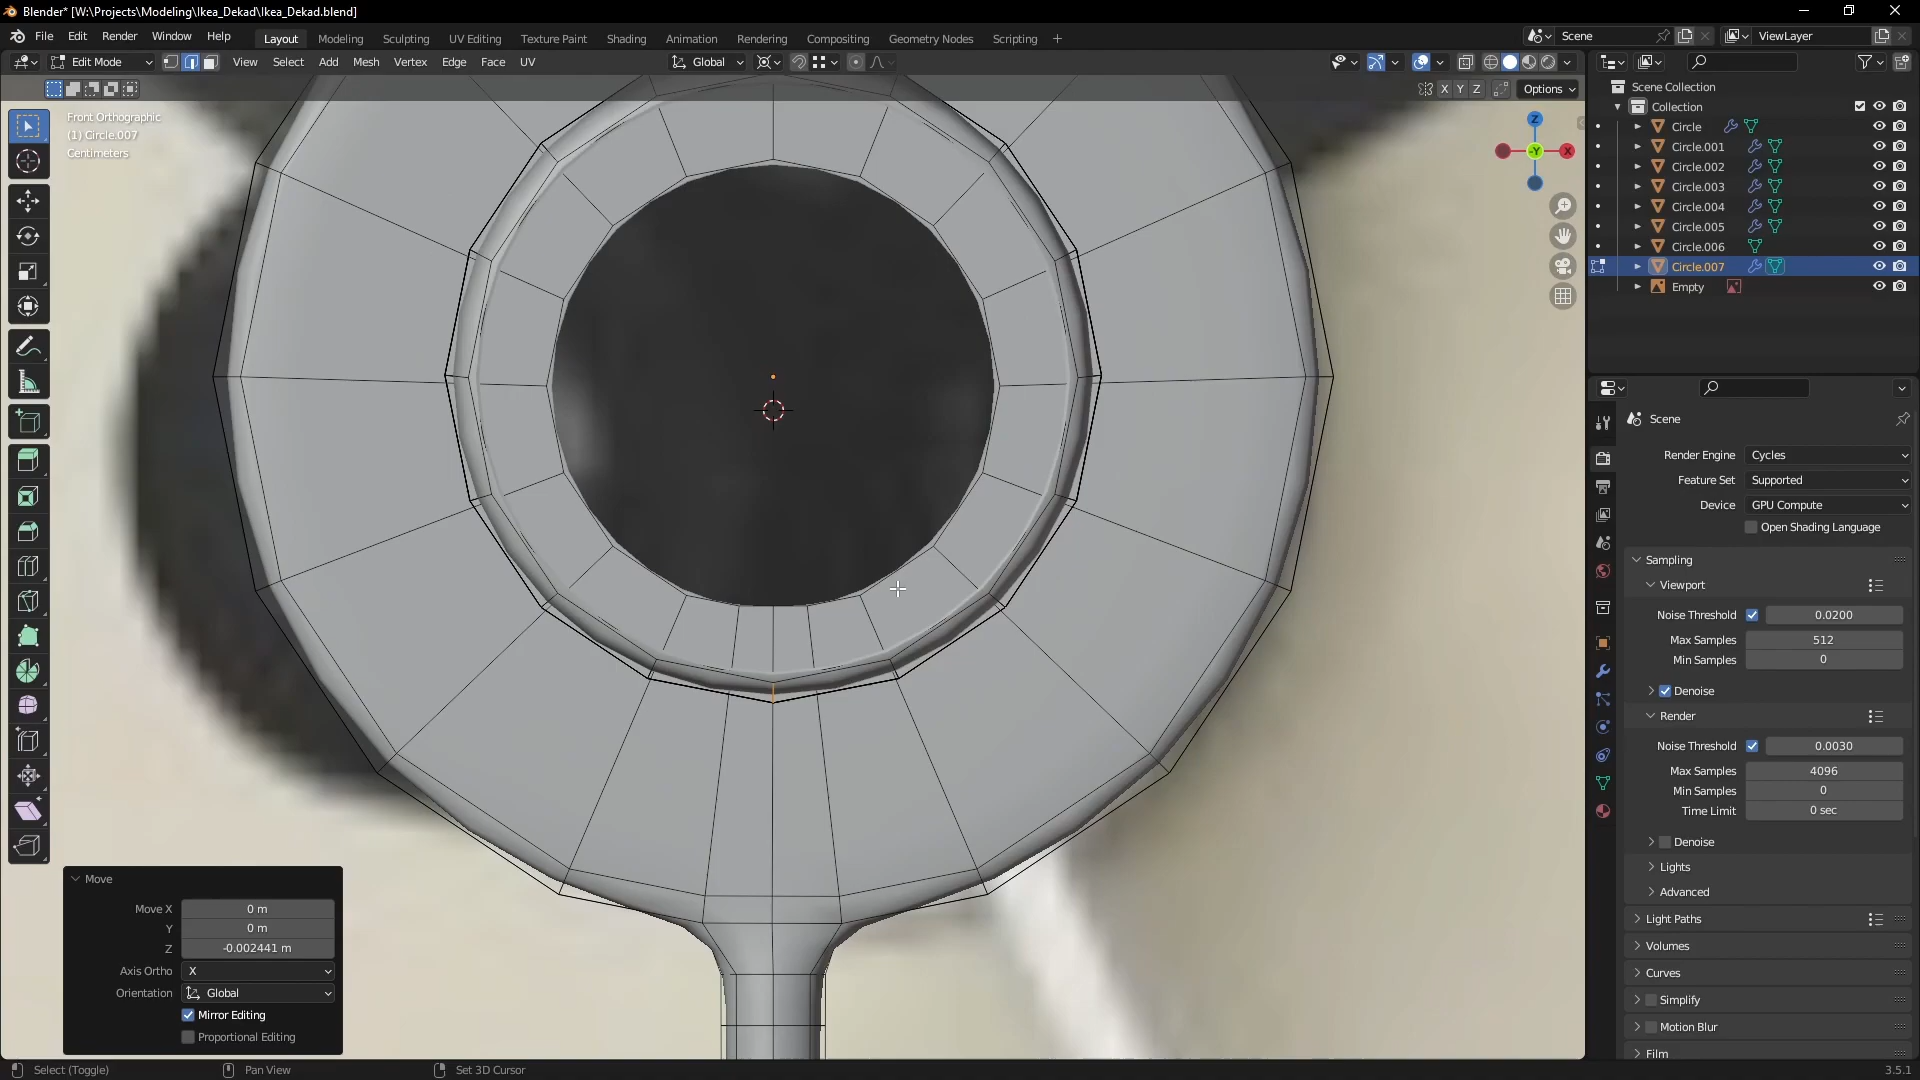 Blender* [W:\Projects\Modeling\Ikea_Dekad\Ikea_Dekad.blend]
File Edit Render Window Help Layout Modeling Sculpting UV Editing Texture Paint Shading Animation Rendering Compositing Geometry Nodes Scripting + Scene ViewLayer
Edit Mode View Select Add Mesh Vertex Edge Face UV Global
X Y Z Options
Front Orthographic
(1) Circle.007
Centimeters
Z
-Y
X
Scene Collection
Collection
Circle
Circle.001
Circle.002
Circle.003
Circle.004
Circle.005
Circle.006
Circle.007
Empty
Scene
Render Engine Cycles
Feature Set Supported
Device GPU Compute
Open Shading Language
Sampling
Viewport
Noise Threshold 0.0200
Max Samples 512
Min Samples 0
Denoise
Render
Noise Threshold 0.0030
Max Samples 4096
Min Samples 0
Time Limit 0 sec
Denoise
Lights
Advanced
Light Paths
Volumes
Curves
Simplify
Motion Blur
Film
Move
Move X 0 m
Y 0 m
Z -0.002441 m
Axis Ortho X
Orientation Global
Mirror Editing
Proportional Editing
Select (Toggle) Pan View Set 3D Cursor 3.5.1